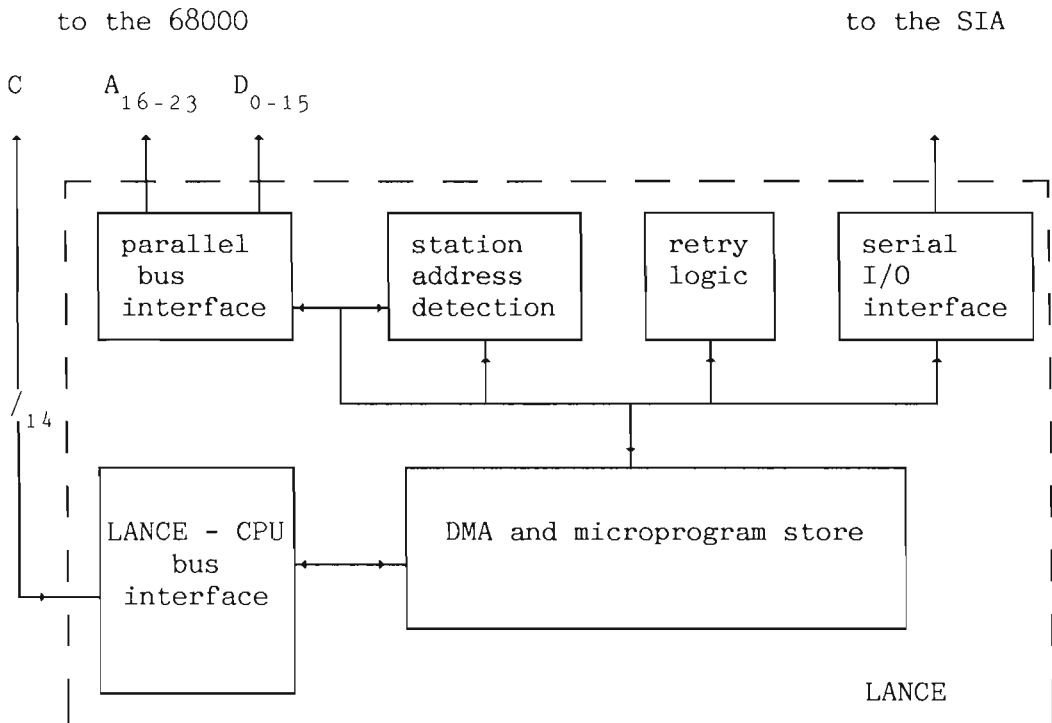 to the 68000
to the SIA
C
A16-23
D0-15
parallel
bus
interface
station
address
detection
retry
logic
serial
I/O
interface
/14
LANCE - CPU
bus
interface
DMA and microprogram store
LANCE